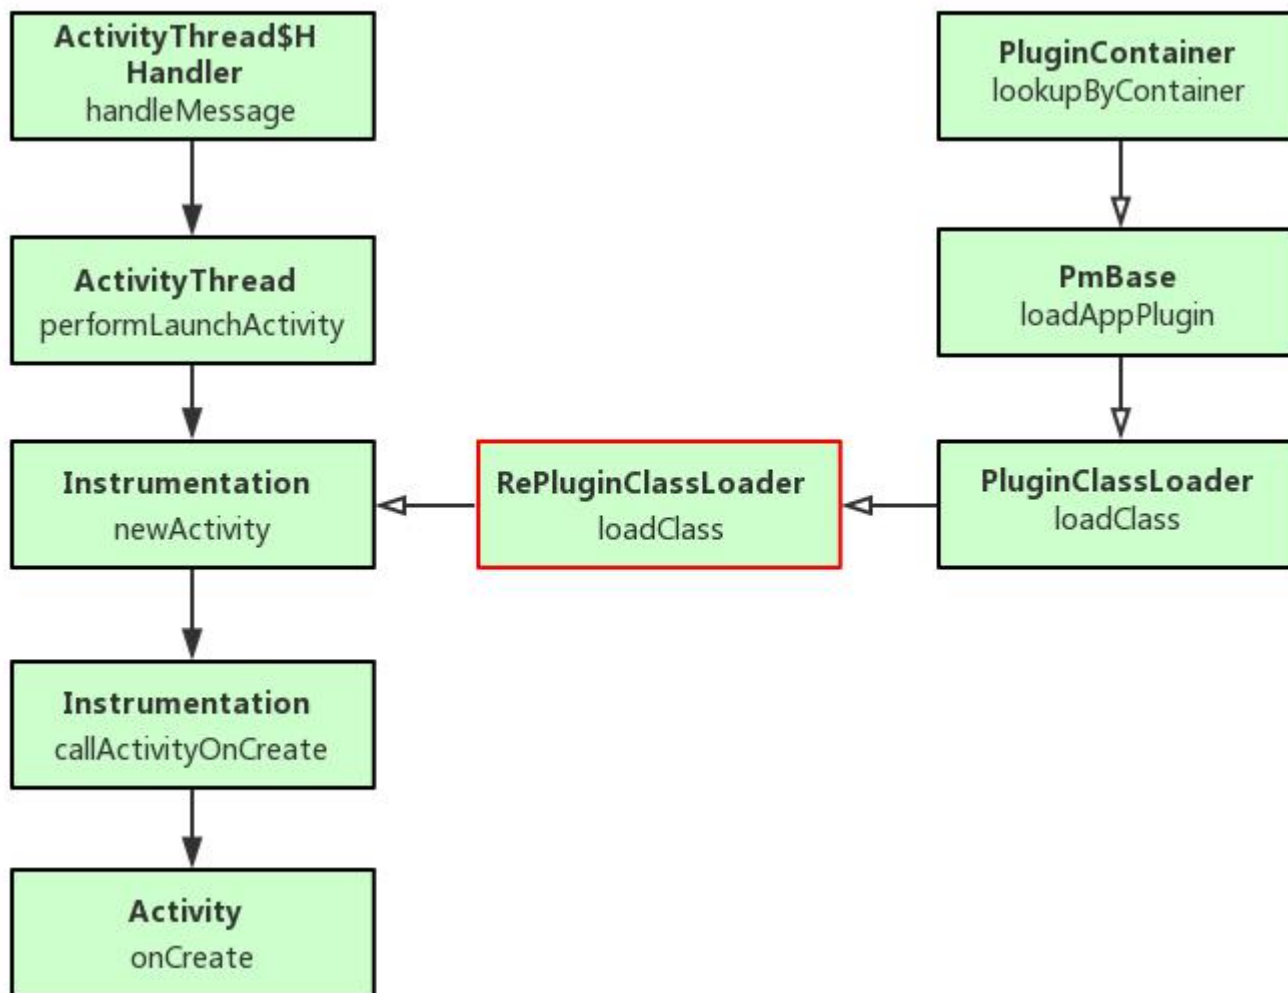 ActivityThread$H
Handler
handleMessage
PluginContainer
lookupByContainer
ActivityThread
performLaunchActivity
PmBase
loadAppPlugin
Instrumentation
newActivity
RePluginClassLoader
loadClass
PluginClassLoader
loadClass
Instrumentation
callActivityOnCreate
Activity
onCreate